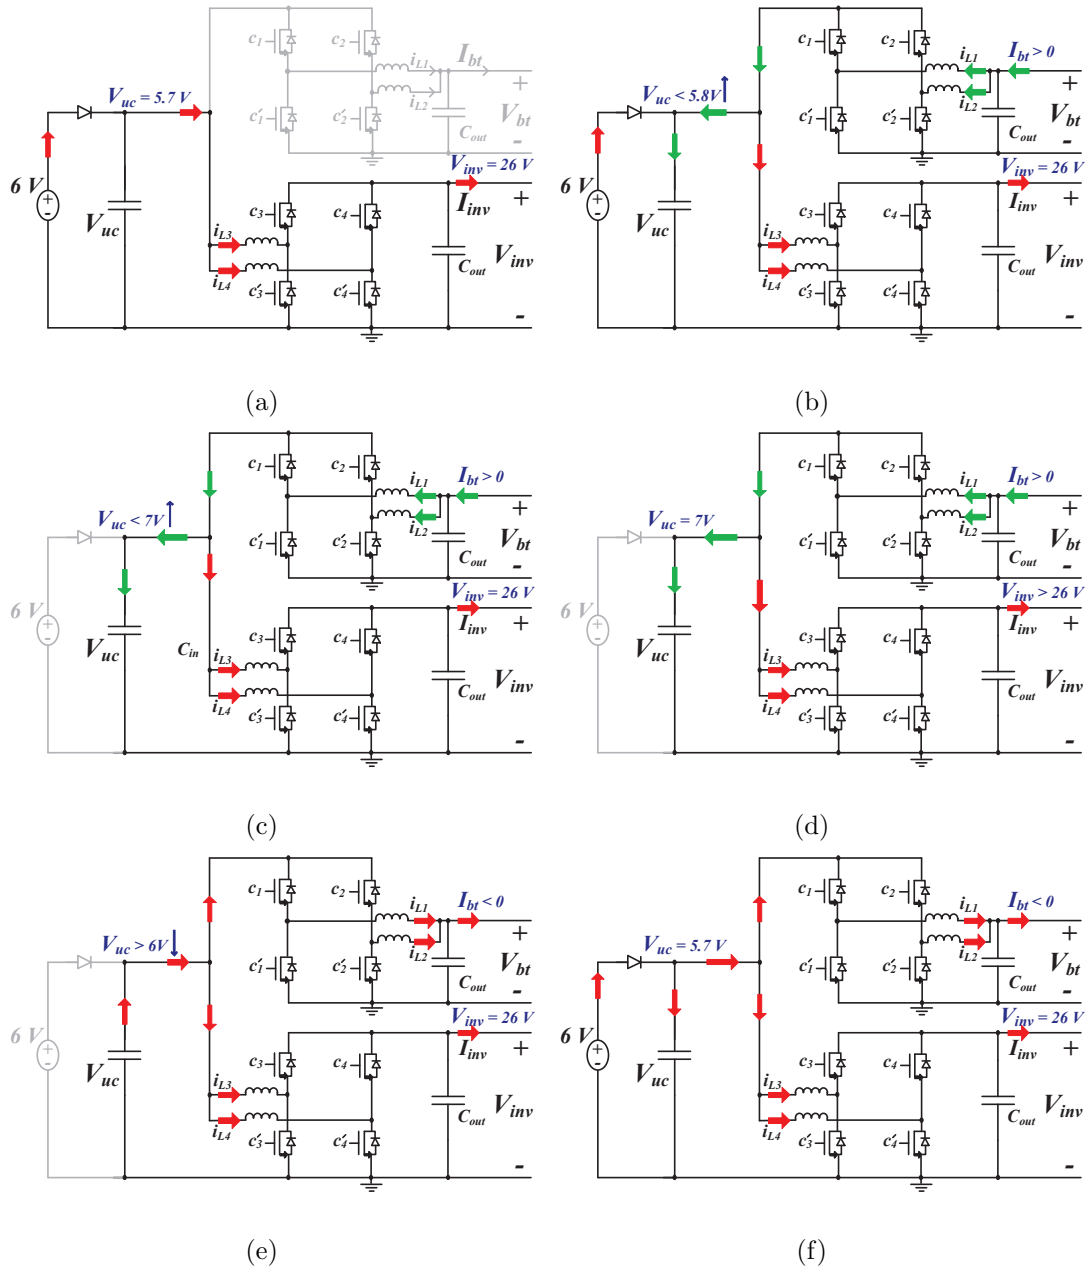 c1 c2 iL1 Ibt
iL2
Vuc = 5.7 V
c'1 c'2 Cout Vbt
6 V
Vinv = 26 V
Vuc
c3 c4 Iinv
iL3
Cout Vinv
iL4
c'3 c'4
(a)
c1 c2 iL1 Ibt > 0
iL2
Vuc < 5.8V
c'1 c'2 Cout Vbt
6 V
Vinv = 26 V
Vuc
c3 c4 Iinv
iL3
Cout Vinv
iL4
c'3 c'4
(b)
c1 c2 iL1 Ibt > 0
iL2
Vuc < 7V
c'1 c'2 Cout Vbt
6 V
Vinv = 26 V
Vuc
Cin
c3 c4 Iinv
iL3
Cout Vinv
iL4
c'3 c'4
(c)
c1 c2 iL1 Ibt > 0
iL2
Vuc = 7V
c'1 c'2 Cout Vbt
6 V
Vinv > 26 V
Vuc
c3 c4 Iinv
iL3
Cout Vinv
iL4
c'3 c'4
(d)
c1 c2 iL1 Ibt < 0
iL2
Vuc > 6V
c'1 c'2 Cout Vbt
6 V
Vinv = 26 V
Vuc
c3 c4 Iinv
iL3
Cout Vinv
iL4
c'3 c'4
(e)
c1 c2 iL1 Ibt < 0
iL2
Vuc = 5.7 V
c'1 c'2 Cout Vbt
6 V
Vinv = 26 V
Vuc
c3 c4 Iinv
iL3
Cout Vinv
iL4
c'3 c'4
(f)